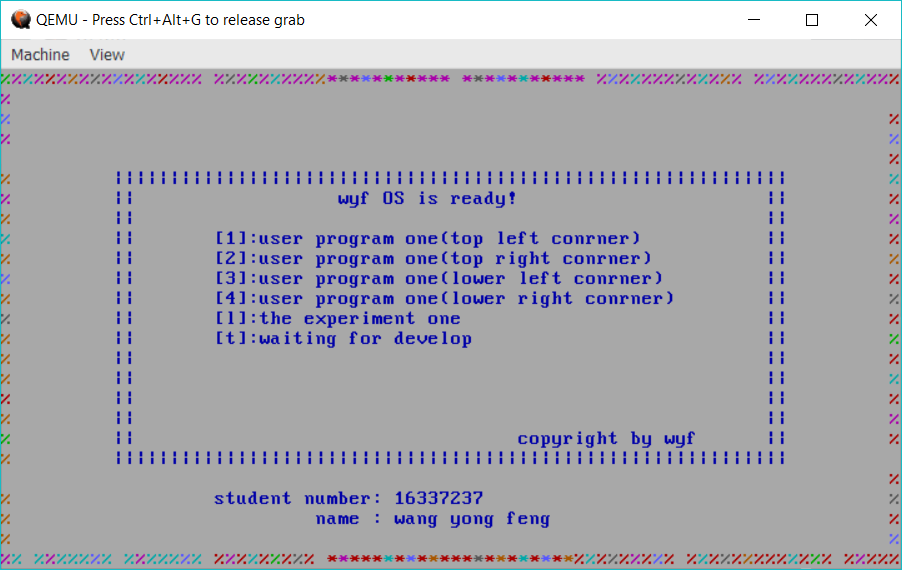 QEMU - Press Ctrl+Alt+G to release grab
Machine View
wyf OS is ready!
[1]:user program one(top left conrner)
[2]:user program one(top right conrner)
[3]:user program one(lower left conrner)
[4]:user program one(lower right conrner)
[l]:the experiment one
[t]:waiting for develop
copyright by wyf
student number: 16337237
name : wang yong feng